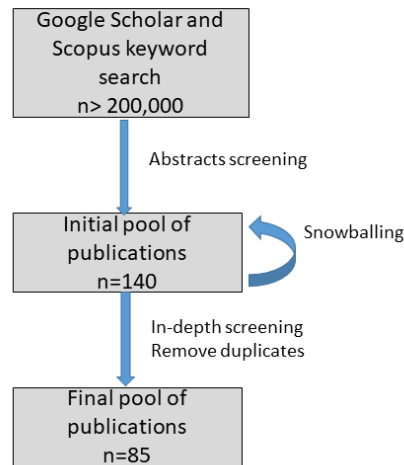 Google Scholar and
Scopus keyword
search
n> 200,000
Abstracts screening
Initial pool of
publications
n=140
Snowballing
In-depth screening
Remove duplicates
Final pool of
publications
n=85